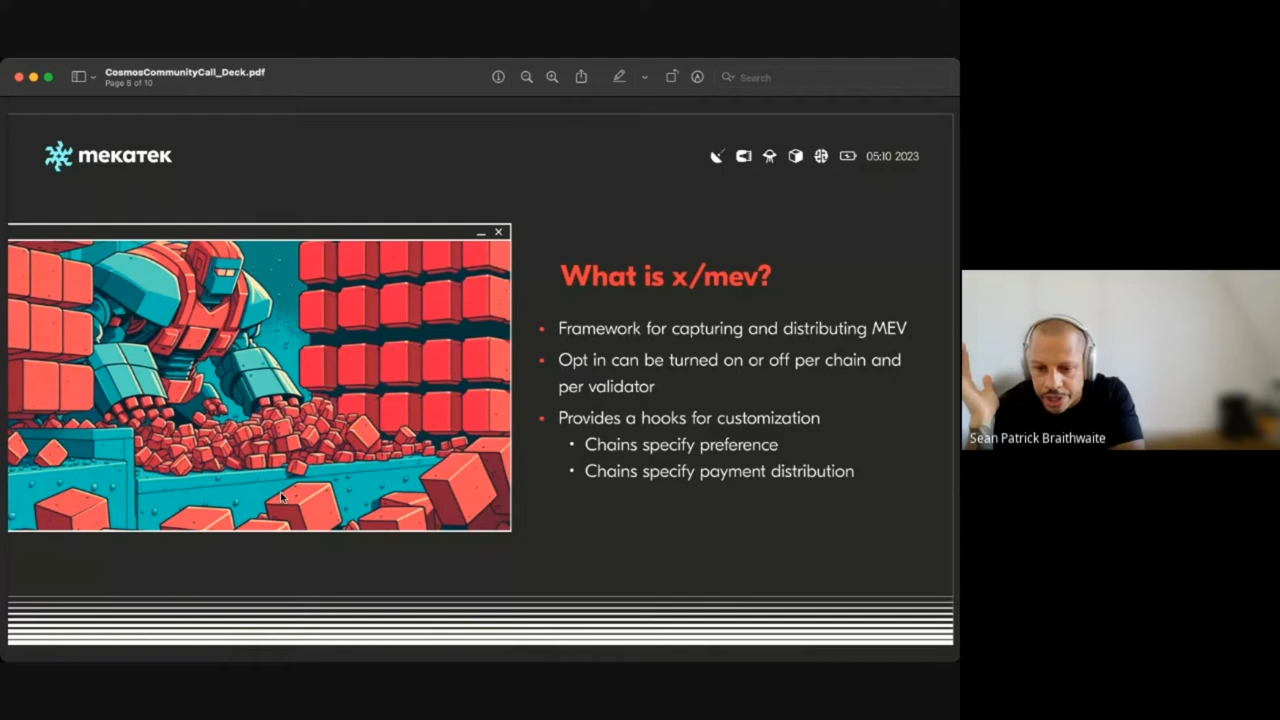 CosmosCommunityCall_Deck.pdf
Page 5 of 10
Search
mekatek
05:10 2023
What is x/mev?
• Framework for capturing and distributing MEV
• Opt in can be turned on or off per chain and
per validator
• Provides a hooks for customization
• Chains specify preference
• Chains specify payment distribution
Sean Patrick Braithwaite